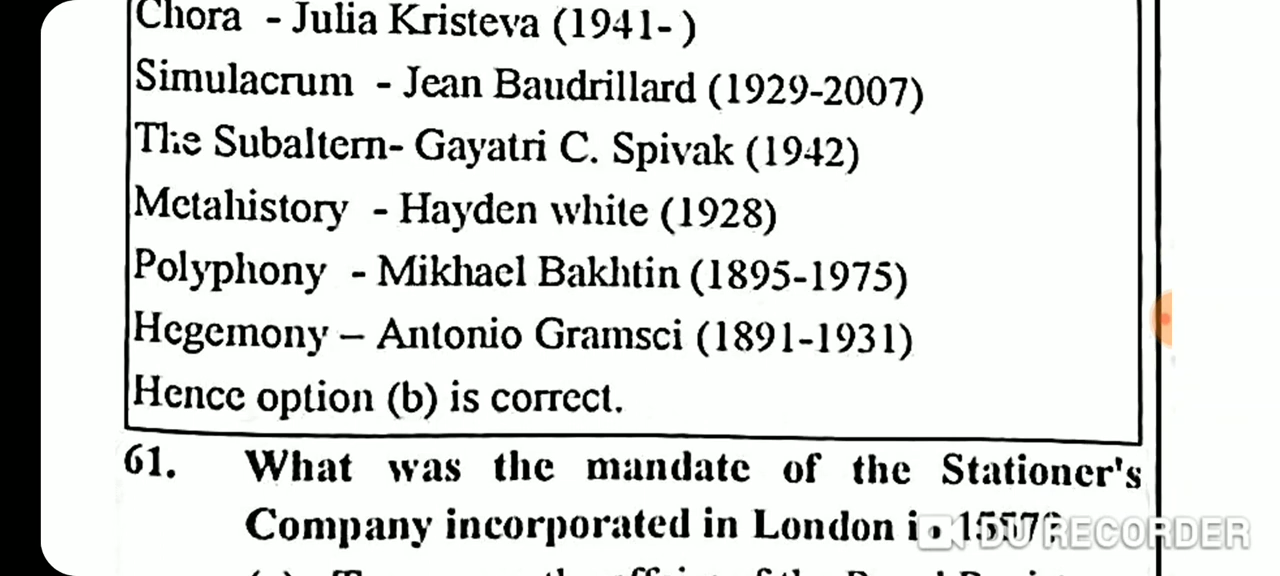 Chora - Julia Kristeva (1941- )
Simulacrum - Jean Baudrillard (1929-2007)
The Subaltern- Gayatri C. Spivak (1942)
Metahistory - Hayden white (1928)
Polyphony - Mikhael Bakhtin (1895-1975)
Hegemony – Antonio Gramsci (1891-1931)
Hence option (b) is correct.
61. What was the mandate of the Stationer's
Company incorporated in London in 1557?
DU RECORDER